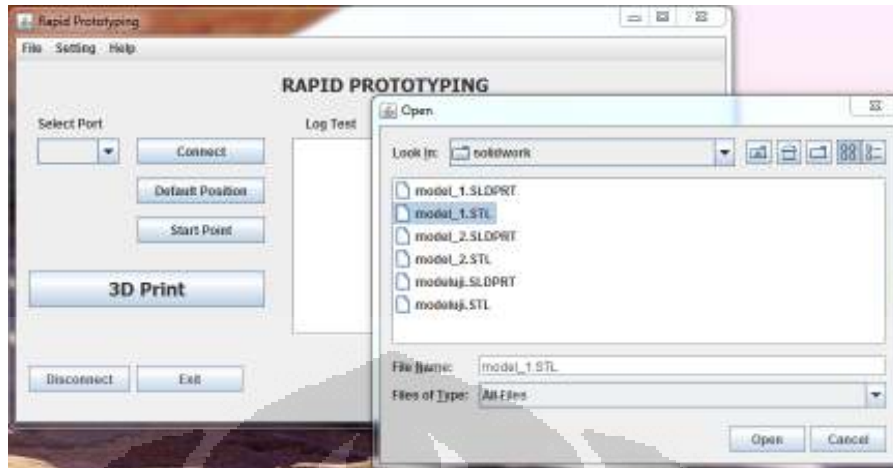 Rapid Prototyping
File Setting Help
RAPID PROTOTYPING
Select Port
Log Test
Connect
Default Position
Start Point
3D Print
Disconnect Exit
Open
Look In: solidwork
model_1.SLDPRT
model_1.STL
model_2.SLDPRT
model_2.STL
modeluji.SLDPRT
modeluji.STL
File Name: model_1.STL
Files of Type: All Files
Open Cancel